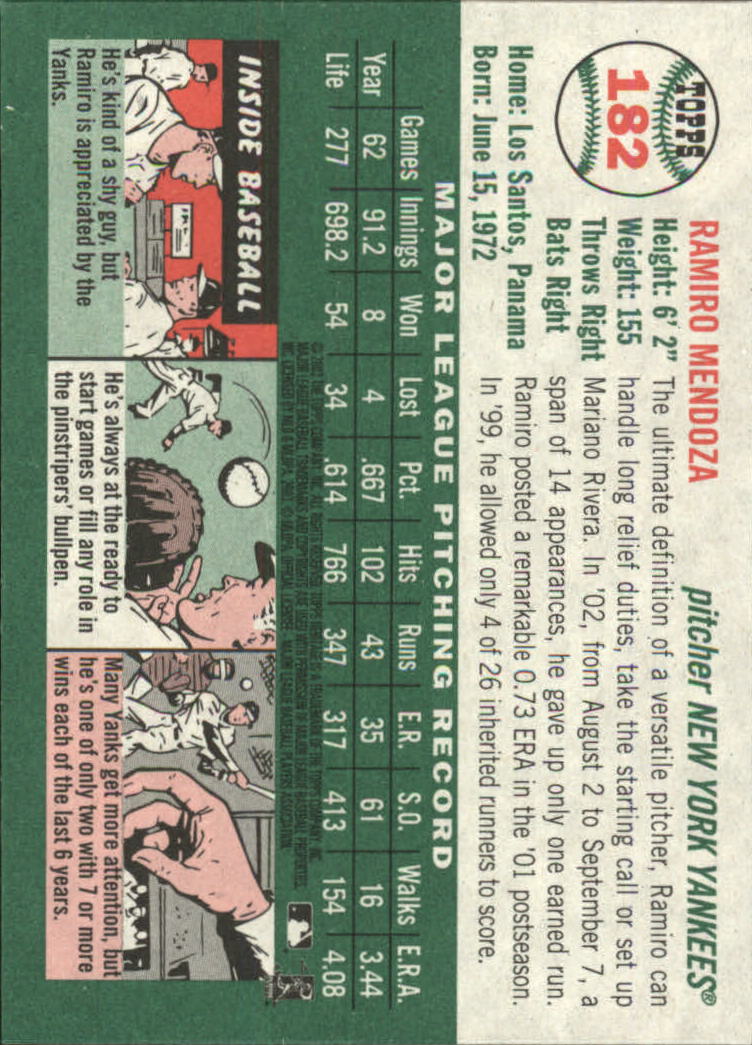 TOPPS
182
RAMIRO MENDOZA
pitcher NEW YORK YANKEES®
Height: 6' 2"
Weight: 155
Throws Right
Bats Right
Home: Los Santos, Panama
Born: June 15, 1972
The ultimate definition of a versatile pitcher, Ramiro can
handle long relief duties, take the starting call or set up
Mariano Rivera. In '02, from August 2 to September 7, a
span of 14 appearances, he gave up only one earned run.
Ramiro posted a remarkable 0.73 ERA in the '01 postseason.
In '99, he allowed only 4 of 26 inherited runners to score.
MAJOR LEAGUE PITCHING RECORD
Games Innings Won Lost Pct. Hits Runs E.R. S.O. Walks E.R.A.
Year 62 91.2 8 4 .667 102 43 35 61 16 3.44
Life 277 698.2 54 34 .614 766 347 317 413 154 4.08
INSIDE BASEBALL
He's kind of a shy guy, but
Ramiro is appreciated by the
Yanks.
He's always at the ready to
start games or fill any role in
the pinstripers' bullpen.
Many Yanks get more attention, but
he's one of only two with 7 or more
wins each of the last 6 years.